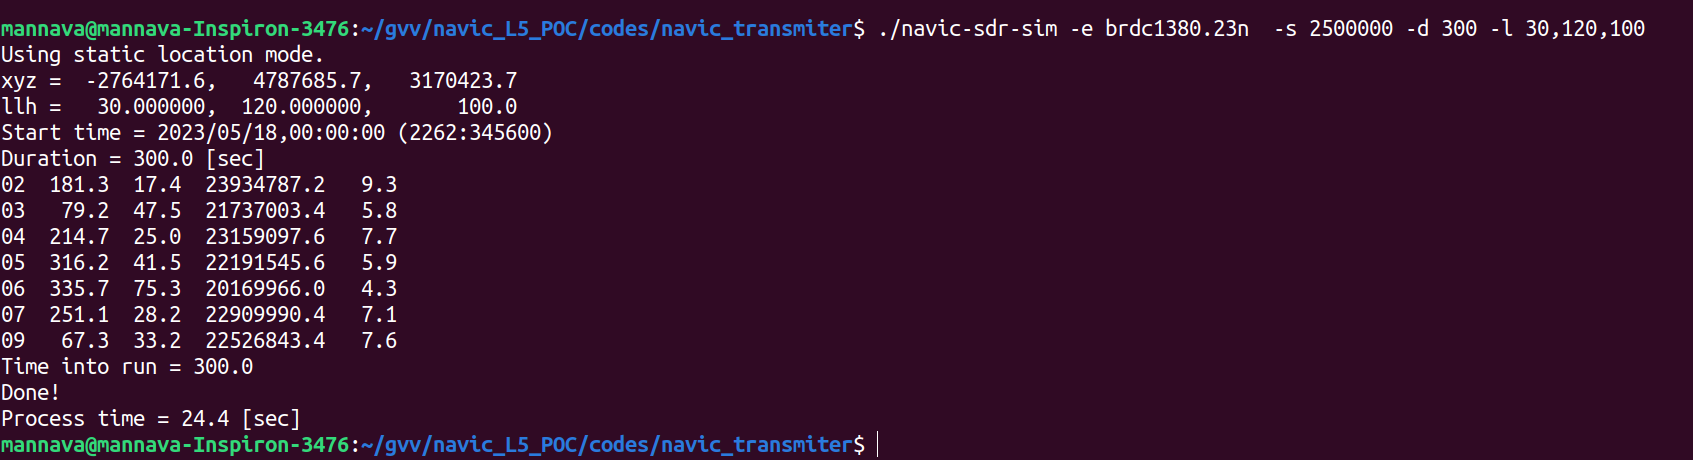 mannava@mannava-Inspiron-3476:~/gvv/navic_L5_POC/codes/navic_transmiter$ ./navic-sdr-sim -e brdc1380.23n  -s 2500000 -d 300 -l 30,120,100
Using static location mode.
xyz =  -2764171.6,   4787685.7,   3170423.7
llh =   30.000000,  120.000000,       100.0
Start time = 2023/05/18,00:00:00 (2262:345600)
Duration = 300.0 [sec]
02  181.3  17.4  23934787.2   9.3
03   79.2  47.5  21737003.4   5.8
04  214.7  25.0  23159097.6   7.7
05  316.2  41.5  22191545.6   5.9
06  335.7  75.3  20169966.0   4.3
07  251.1  28.2  22909990.4   7.1
09   67.3  33.2  22526843.4   7.6
Time into run = 300.0
Done!
Process time = 24.4 [sec]
mannava@mannava-Inspiron-3476:~/gvv/navic_L5_POC/codes/navic_transmiter$